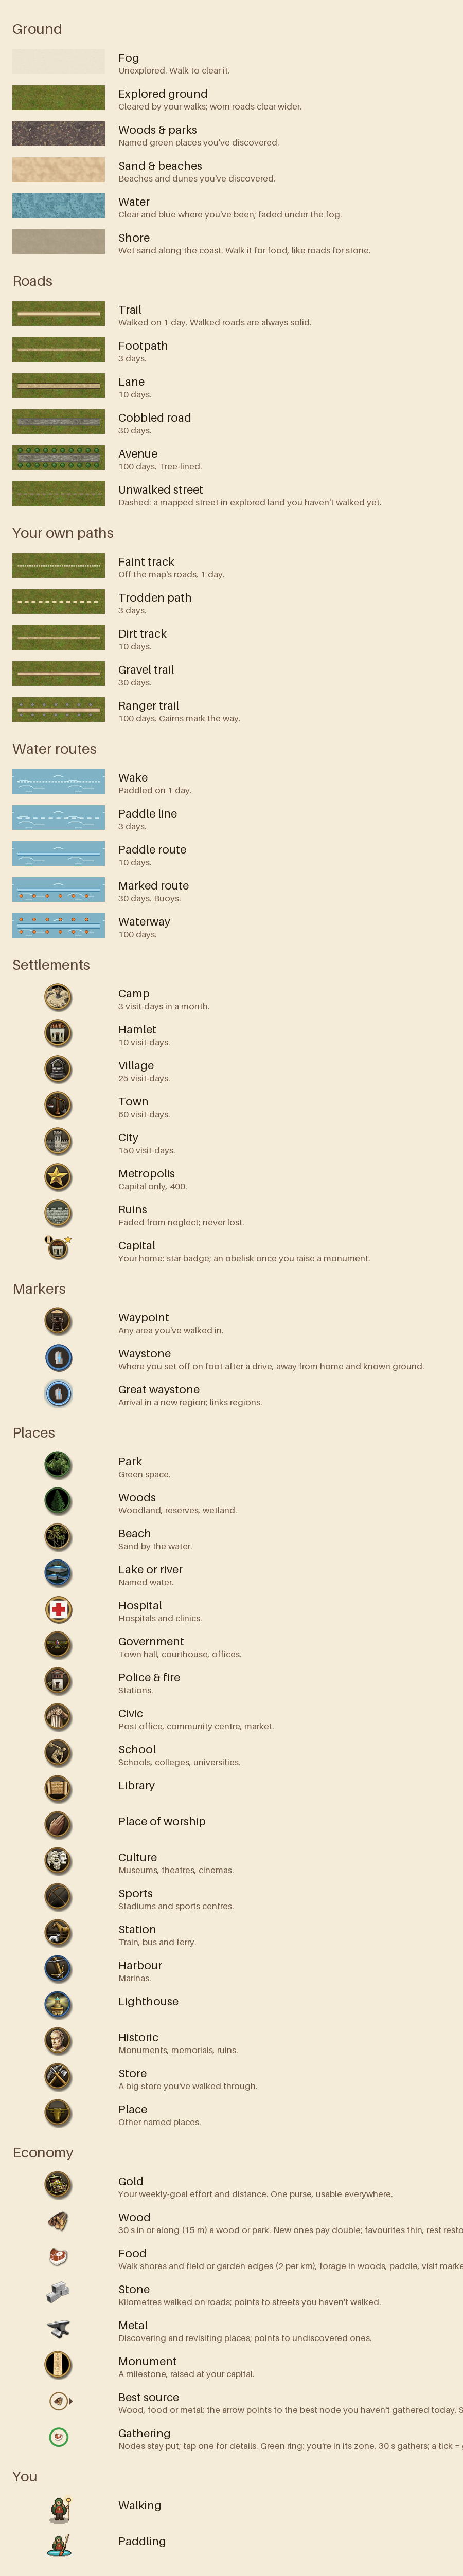 Ground
Fog
Unexplored. Walk to clear it.
Explored ground
Cleared by your walks; worn roads clear wider.
Woods & parks
Named green places you've discovered.
Sand & beaches
Beaches and dunes you've discovered.
Water
Clear and blue where you've been; faded under the fog.
Shore
Wet sand along the coast. Walk it for food, like roads for stone.
Roads
Trail
Walked on 1 day. Walked roads are always solid.
Footpath
3 days.
Lane
10 days.
Cobbled road
30 days.
Avenue
100 days. Tree-lined.
Unwalked street
Dashed: a mapped street in explored land you haven't walked yet.
Your own paths
Faint track
Off the map's roads, 1 day.
Trodden path
3 days.
Dirt track
10 days.
Gravel trail
30 days.
Ranger trail
100 days. Cairns mark the way.
Water routes
Wake
Paddled on 1 day.
Paddle line
3 days.
Paddle route
10 days.
Marked route
30 days. Buoys.
Waterway
100 days.
Settlements
Camp
3 visit-days in a month.
Hamlet
10 visit-days.
Village
25 visit-days.
Town
60 visit-days.
City
150 visit-days.
Metropolis
Capital only, 400.
Ruins
Faded from neglect; never lost.
Capital
Your home: star badge; an obelisk once you raise a monument.
Markers
Waypoint
Any area you've walked in.
Waystone
Where you set off on foot after a drive, away from home and known ground.
Great waystone
Arrival in a new region; links regions.
Places
Park
Green space.
Woods
Woodland, reserves, wetland.
Beach
Sand by the water.
Lake or river
Named water.
Hospital
Hospitals and clinics.
Government
Town hall, courthouse, offices.
Police & fire
Stations.
Civic
Post office, community centre, market.
School
Schools, colleges, universities.
Library
Place of worship
Culture
Museums, theatres, cinemas.
Sports
Stadiums and sports centres.
Station
Train, bus and ferry.
Harbour
Marinas.
Lighthouse
Historic
Monuments, memorials, ruins.
Store
A big store you've walked through.
Place
Other named places.
Economy
Gold
Your weekly-goal effort and distance. One purse, usable everywhere.
Wood
30 s in or along (15 m) a wood or park. New ones pay double; favourites thin, rest resto
Food
Walk shores and field or garden edges (2 per km), forage in woods, paddle, visit marke
Stone
Kilometres walked on roads; points to streets you haven't walked.
Metal
Discovering and revisiting places; points to undiscovered ones.
Monument
A milestone, raised at your capital.
Best source
Wood, food or metal: the arrow points to the best node you haven't gathered today. S
Gathering
Nodes stay put; tap one for details. Green ring: you're in its zone. 30 s gathers; a tick =
You
Walking
Paddling